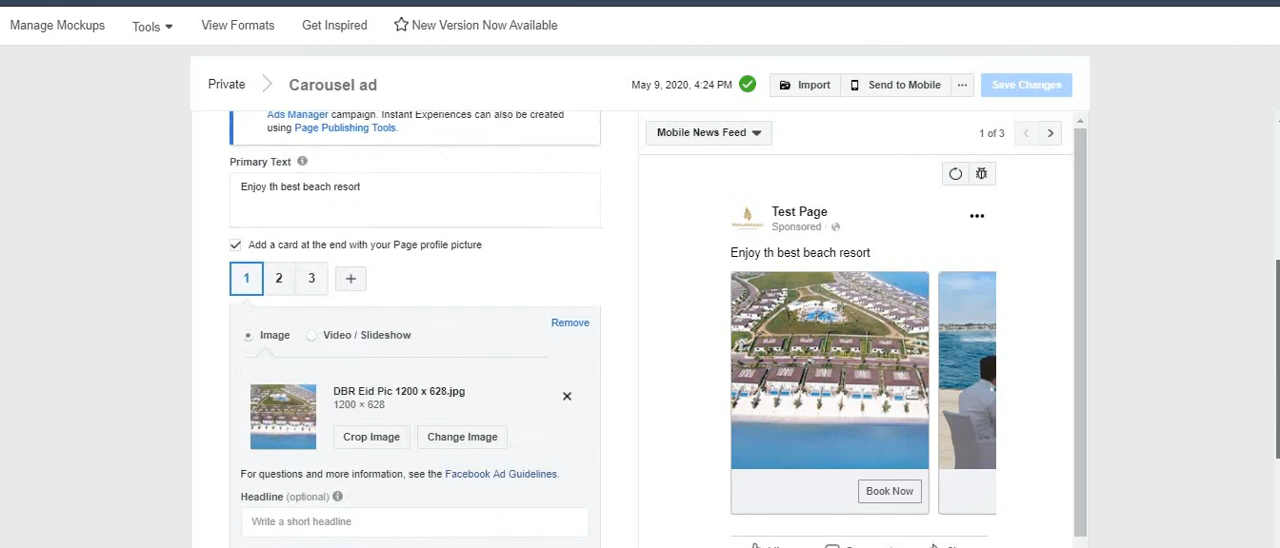 Manage Mockups
Tools
View Formats
Get Inspired
New Version Now Available
Private
Carousel ad
May 9, 2020, 4:24 PM
Import
Send to Mobile
...
Save Changes
Ads Manager campaign. Instant Experiences can also be created
using Page Publishing Tools.
Primary Text
Enjoy th best beach resort
Add a card at the end with your Page profile picture
1
2
3
+
Remove
Image
Video / Slideshow
DBR Eid Pic 1200 x 628.jpg
1200 × 628
Crop Image
Change Image
For questions and more information, see the Facebook Ad Guidelines.
Headline (optional)
Write a short headline
Mobile News Feed
1 of 3
Test Page
Sponsored ·
Enjoy th best beach resort
Book Now